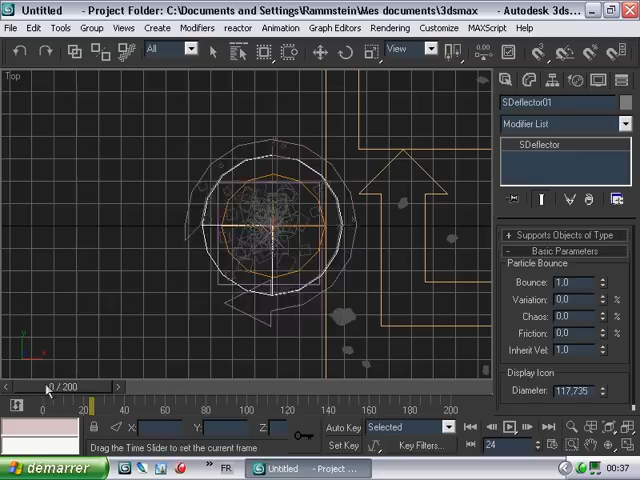 Untitled - Project Folder: C:\Documents and Settings\Rammstein\Mes documents\3dsmax - Autodesk 3ds...
File Edit Tools Group Views Create Modifiers reactor Animation Graph Editors Rendering Customize MAXScript Help
All View
Top
SDeflector01
Modifier List
SDeflector
+ Supports Objects of Type
- Basic Parameters
Particle Bounce
Bounce: 1,0
Variation: 0,0 %
Chaos: 0,0 %
Friction: 0,0 %
Inherit Vel: 1,0
Display Icon
Diameter: 117,735
y
x
< 0 / 200 >
0 20 40 60 80 100 120 140 160 180 200
X: Y: Z: Auto Key Selected
Drag the Time Slider to set the current frame Set Key Key Filters... 24
démarrer FR Untitled - Project ... 00:37